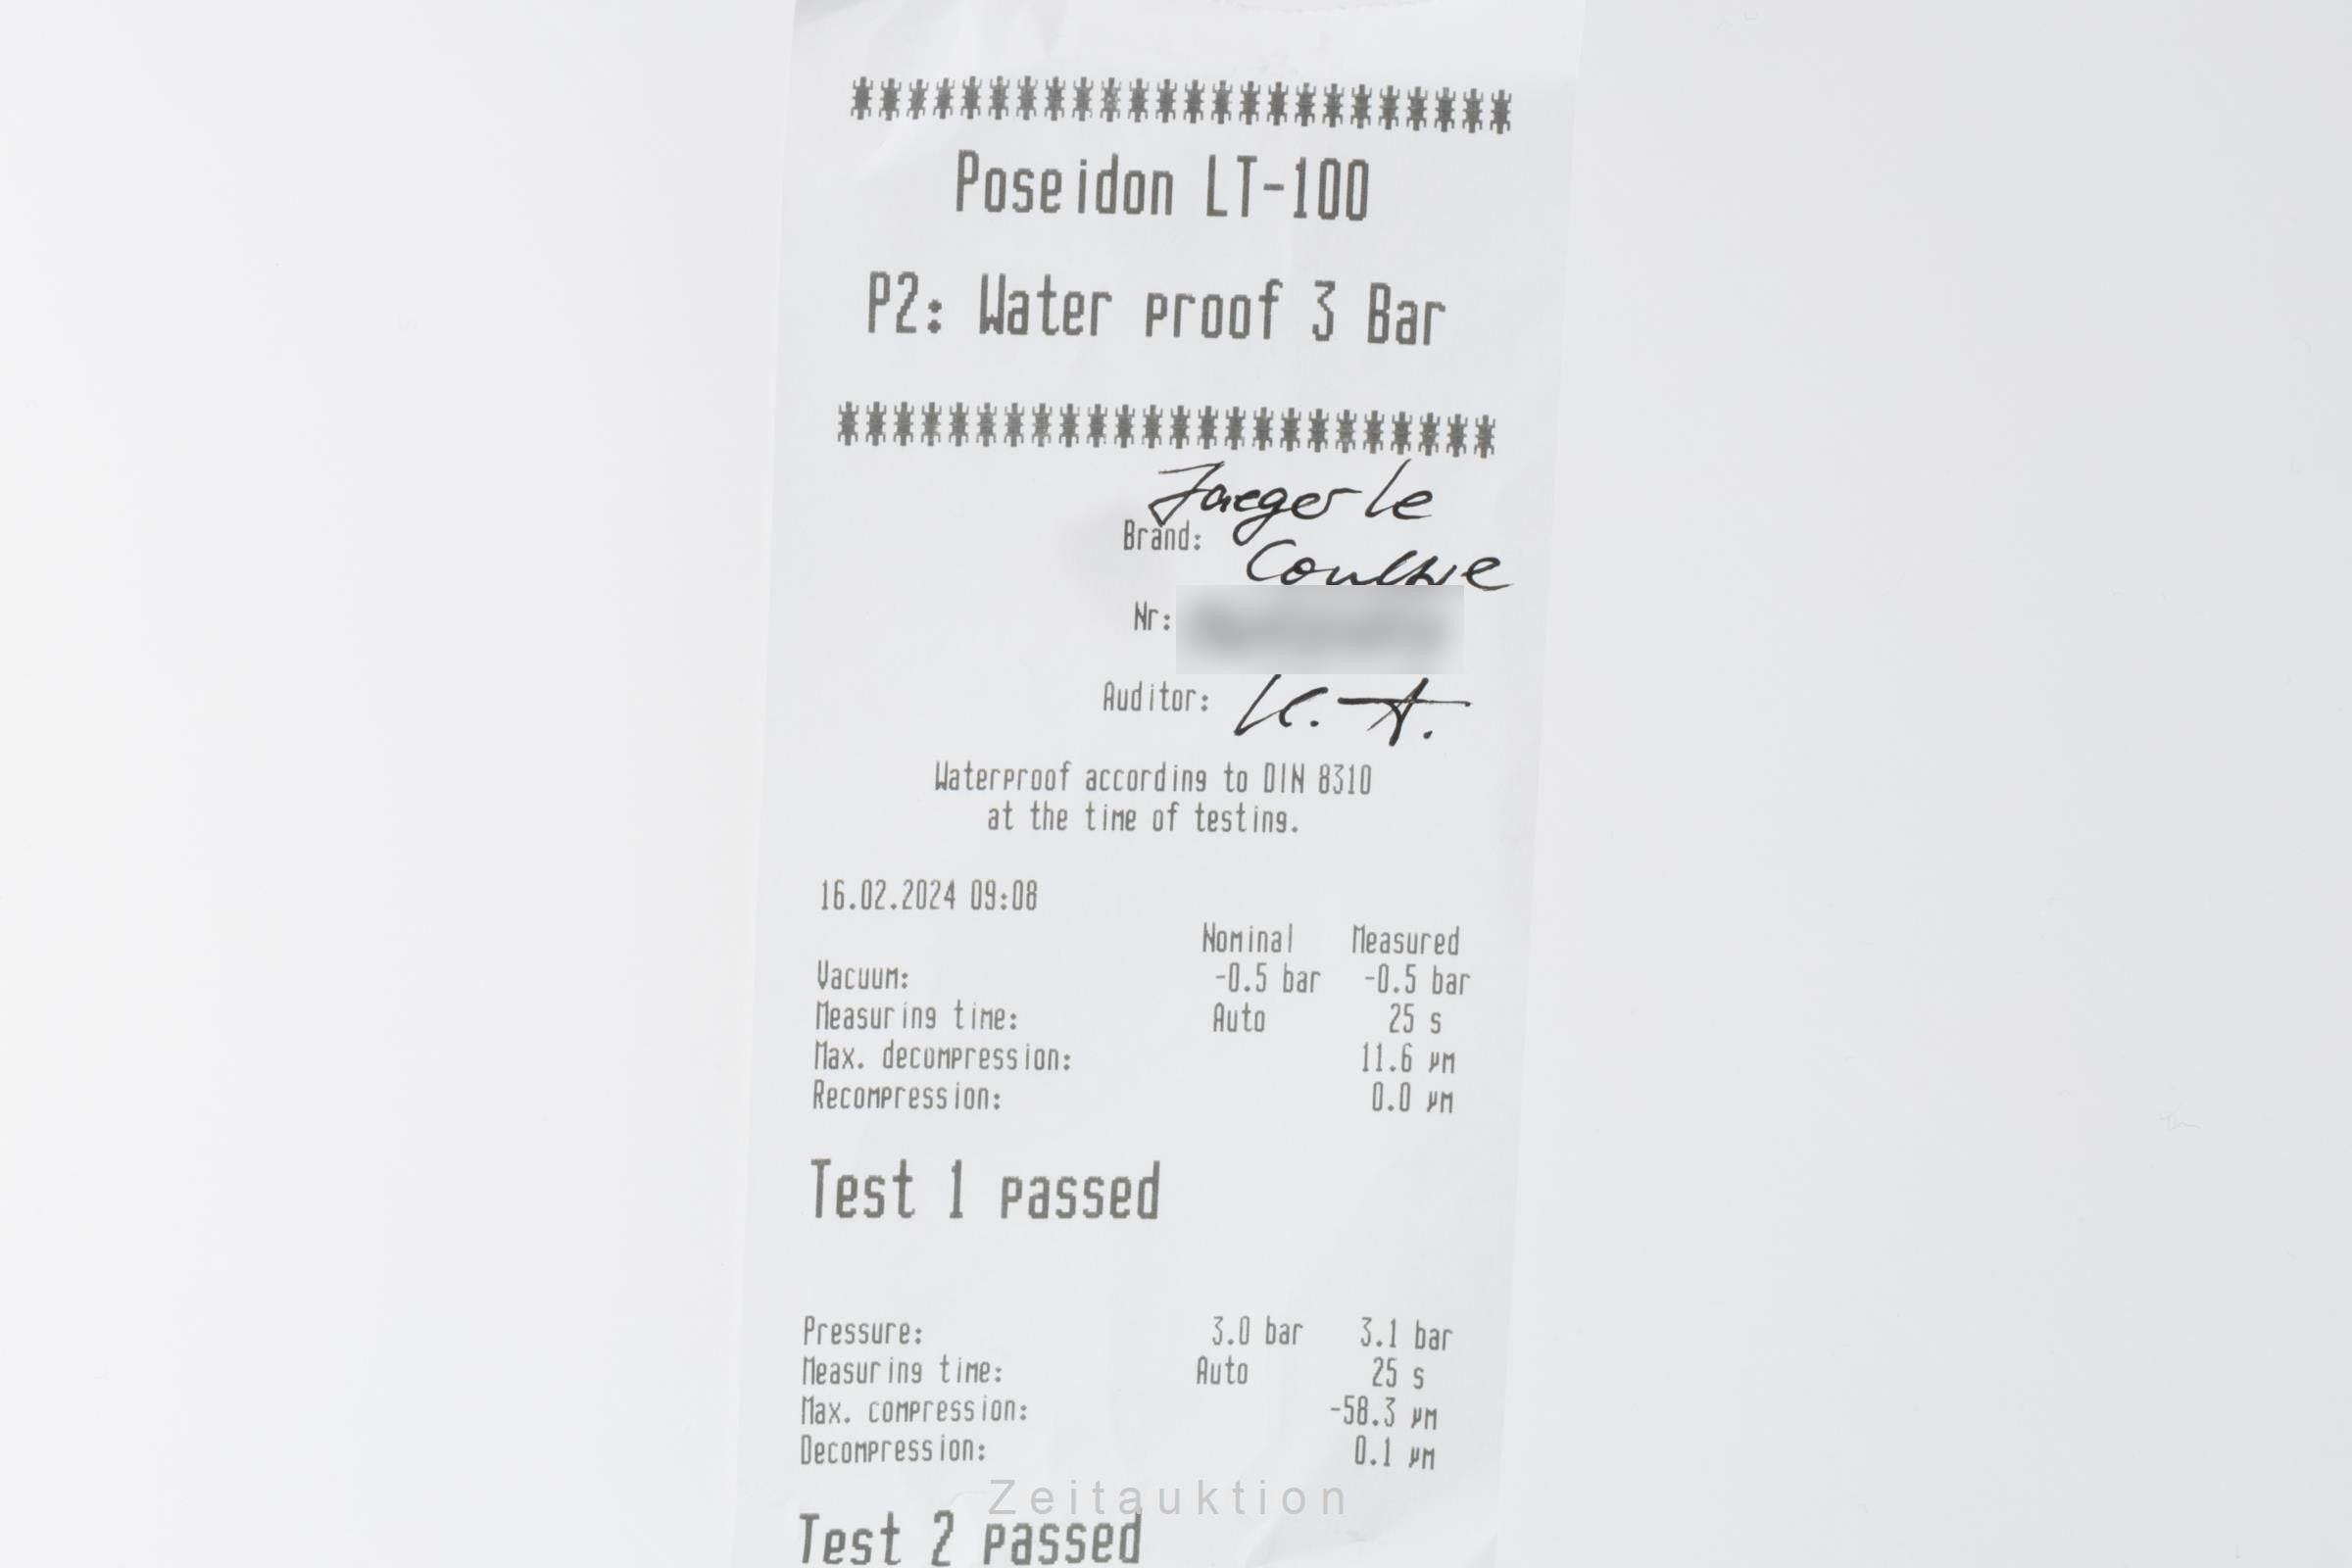 ************************
Poseidon LT-100
P2: Water proof 3 Bar
************************
Jaeger le
Brand:
Coultre
Nr:
Auditor: K. A.
Waterproof according to DIN 8310
at the time of testing.
16.02.2024 09:08
Nominal Measured
Vacuum: -0.5 bar -0.5 bar
Measuring time: Auto 25 s
Max. decompression: 11.6 µm
Recompression: 0.0 µm
Test 1 passed
Pressure: 3.0 bar 3.1 bar
Measuring time: Auto 25 s
Max. compression: -58.3 µm
Decompression: 0.1 µm
Zeitauktion
Test 2 passed